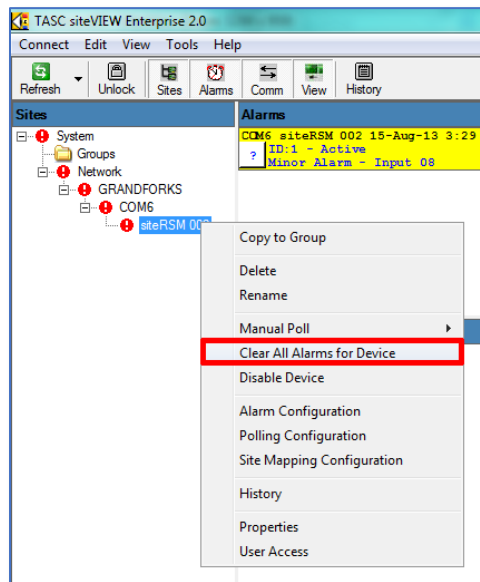 TASC siteVIEW Enterprise 2.0
Connect Edit View Tools Help
Refresh Unlock Sites Alarms Comm View History
Sites
Alarms
System
Groups
Network
GRANDFORKS
COM6
siteRSM 002
COM6 siteRSM 002 15-Aug-13 3:29
? ID:1 - Active
Minor Alarm - Input 08
Copy to Group
Delete
Rename
Manual Poll
Clear All Alarms for Device
Disable Device
Alarm Configuration
Polling Configuration
Site Mapping Configuration
History
Properties
User Access